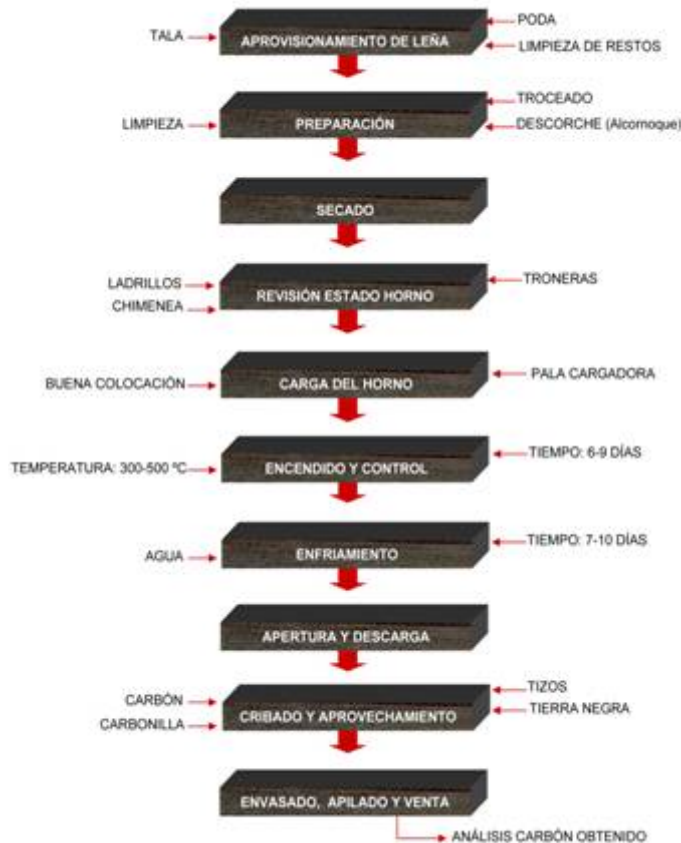 PODA
TALA
APROVISIONAMIENTO DE LEÑA
LIMPIEZA DE RESTOS
TROCEADO
LIMPIEZA
PREPARACIÓN
DESCORCHE (Alcornoque)
SECADO
LADRILLOS
TRONERAS
REVISIÓN ESTADO HORNO
CHIMENEA
BUENA COLOCACIÓN
CARGA DEL HORNO
PALA CARGADORA
TIEMPO: 6-9 DÍAS
TEMPERATURA: 300-500 ºC
ENCENDIDO Y CONTROL
TIEMPO: 7-10 DÍAS
AGUA
ENFRIAMIENTO
APERTURA Y DESCARGA
TIZOS
CARBÓN
CRIBADO Y APROVECHAMIENTO
TIERRA NEGRA
CARBONILLA
ENVASADO, APILADO Y VENTA
ANÁLISIS CARBÓN OBTENIDO